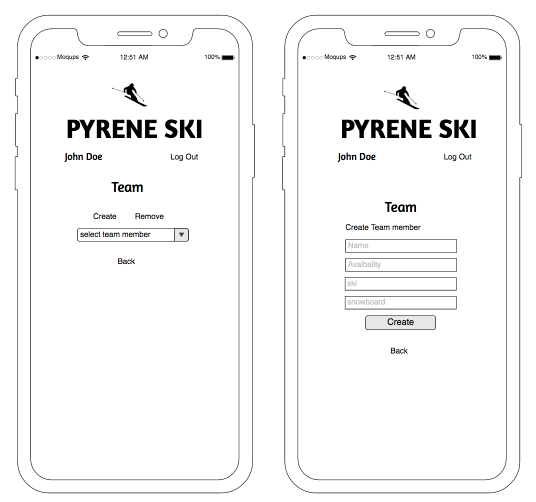 Moqups 12:51 AM 100%
PYRENE SKI
John Doe Log Out
Team
Create Remove
select team member
Back
Moqups 12:51 AM 100%
PYRENE SKI
John Doe Log Out
Team
Create Team member
Name
Avaibality
ski
snowboard
Create
Back